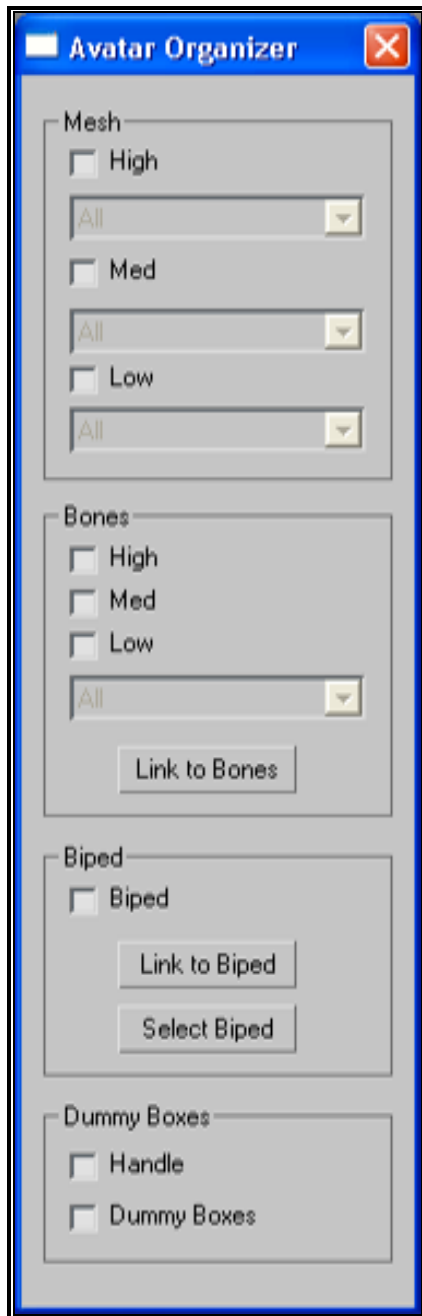 Avatar Organizer
Mesh
High
All
Med
All
Low
All
Bones
High
Med
Low
All
Link to Bones
Biped
Biped
Link to Biped
Select Biped
Dummy Boxes
Handle
Dummy Boxes